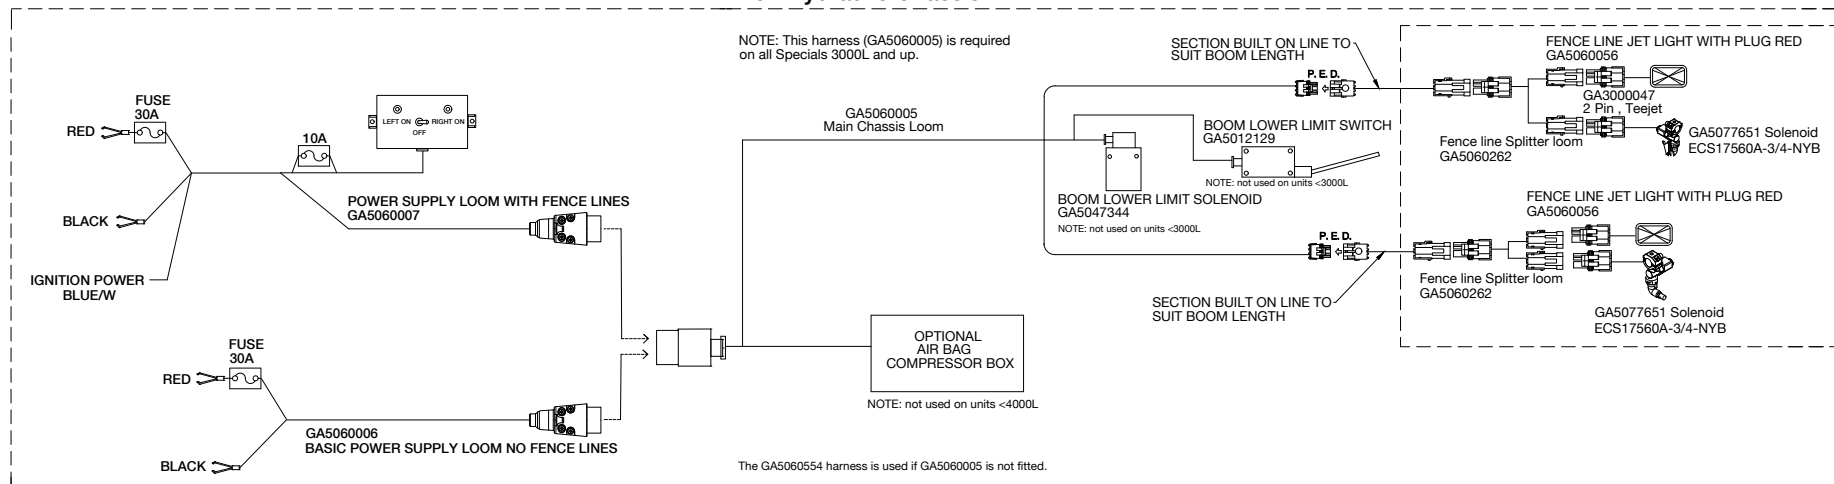 NOTE: This harness (GA5060005) is required
on all Specials 3000L and up.
FUSE
30A
RED
10A
LEFT ON
RIGHT ON
OFF
BLACK
POWER SUPPLY LOOM WITH FENCE LINES
GA5060007
IGNITION POWER
BLUE/W
FUSE
30A
RED
GA5060006
BASIC POWER SUPPLY LOOM NO FENCE LINES
BLACK
GA5060005
Main Chassis Loom
OPTIONAL
AIR BAG
COMPRESSOR BOX
NOTE: not used on units <4000L
The GA5060554 harness is used if GA5060005 is not fitted.
BOOM LOWER LIMIT SWITCH
GA5012129
NOTE: not used on units <3000L
BOOM LOWER LIMIT SOLENOID
GA5047344
NOTE: not used on units <3000L
SECTION BUILT ON LINE TO
SUIT BOOM LENGTH
P. E. D.
FENCE LINE JET LIGHT WITH PLUG RED
GA5060056
GA3000047
2 Pin , Teejet
Fence line Splitter loom
GA5060262
GA5077651 Solenoid
ECS17560A-3/4-NYB
P. E. D.
SECTION BUILT ON LINE TO
SUIT BOOM LENGTH
FENCE LINE JET LIGHT WITH PLUG RED
GA5060056
Fence line Splitter loom
GA5060262
GA5077651 Solenoid
ECS17560A-3/4-NYB